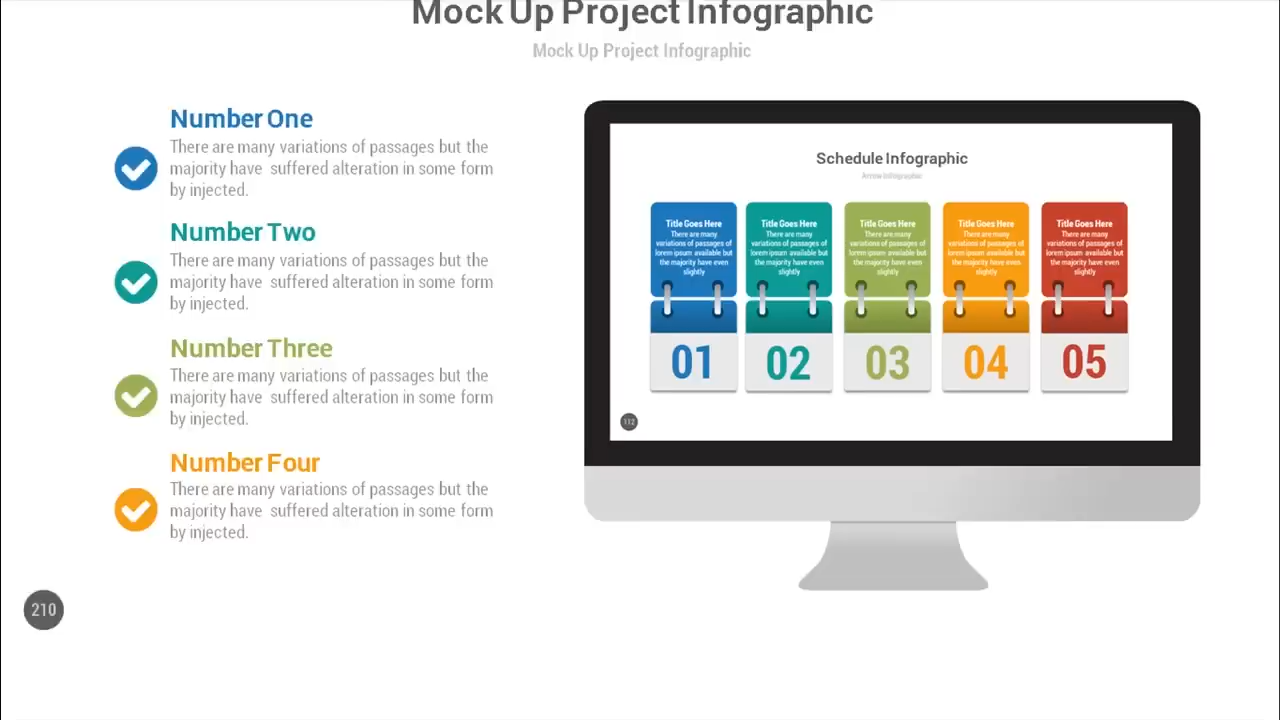 Mock Up Project Infographic
Mock Up Project Infographic
Number One
There are many variations of passages but the
majority have suffered alteration in some form
by injected.
Number Two
There are many variations of passages but the
majority have suffered alteration in some form
by injected.
Number Three
There are many variations of passages but the
majority have suffered alteration in some form
by injected.
Number Four
There are many variations of passages but the
majority have suffered alteration in some form
by injected.
210
Schedule Infographic
Arrow Infographic
Title Goes Here
There are many
variations of passages of
lorem ipsum available but
the majority have even
slightly
01
Title Goes Here
There are many
variations of passages of
lorem ipsum available but
the majority have even
slightly
02
Title Goes Here
There are many
variations of passages of
lorem ipsum available but
the majority have even
slightly
03
Title Goes Here
There are many
variations of passages of
lorem ipsum available but
the majority have even
slightly
04
Title Goes Here
There are many
variations of passages of
lorem ipsum available but
the majority have even
slightly
05
112